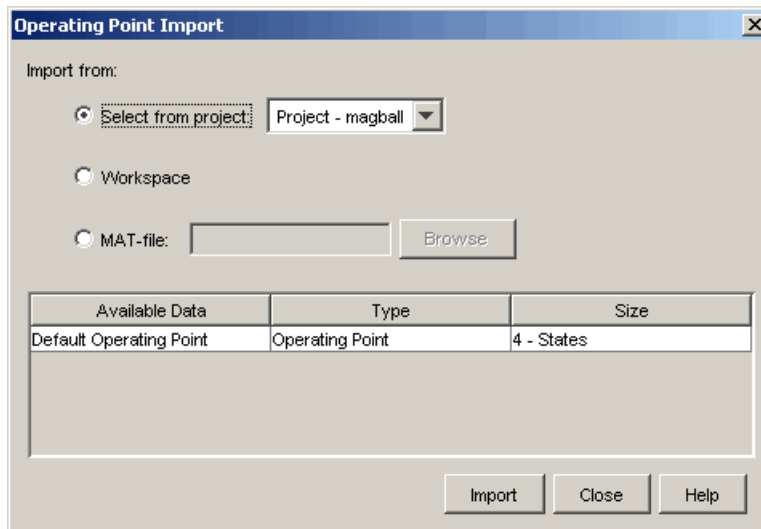 Operating Point Import
Import from:
Select from project: Project - magball
Workspace
MAT-file: Browse
Available Data Type Size
Default Operating Point Operating Point 4 - States
Import Close Help